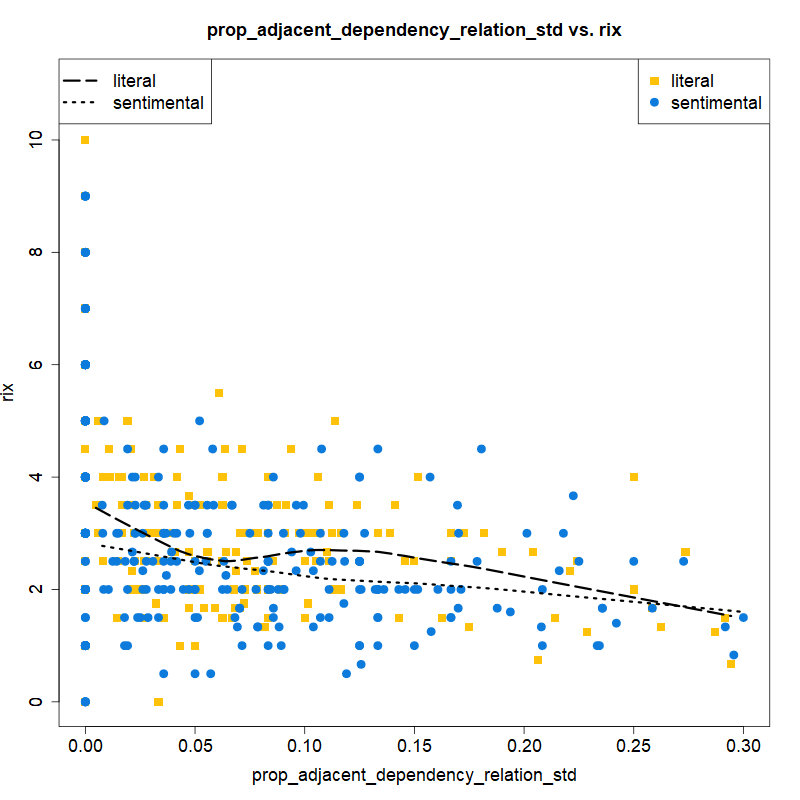 prop_adjacent_dependency_relation_std vs. rix
literal
sentimental
literal
sentimental
rix
10
8
6
4
2
0
0.00 0.05 0.10 0.15 0.20 0.25 0.30
prop_adjacent_dependency_relation_std